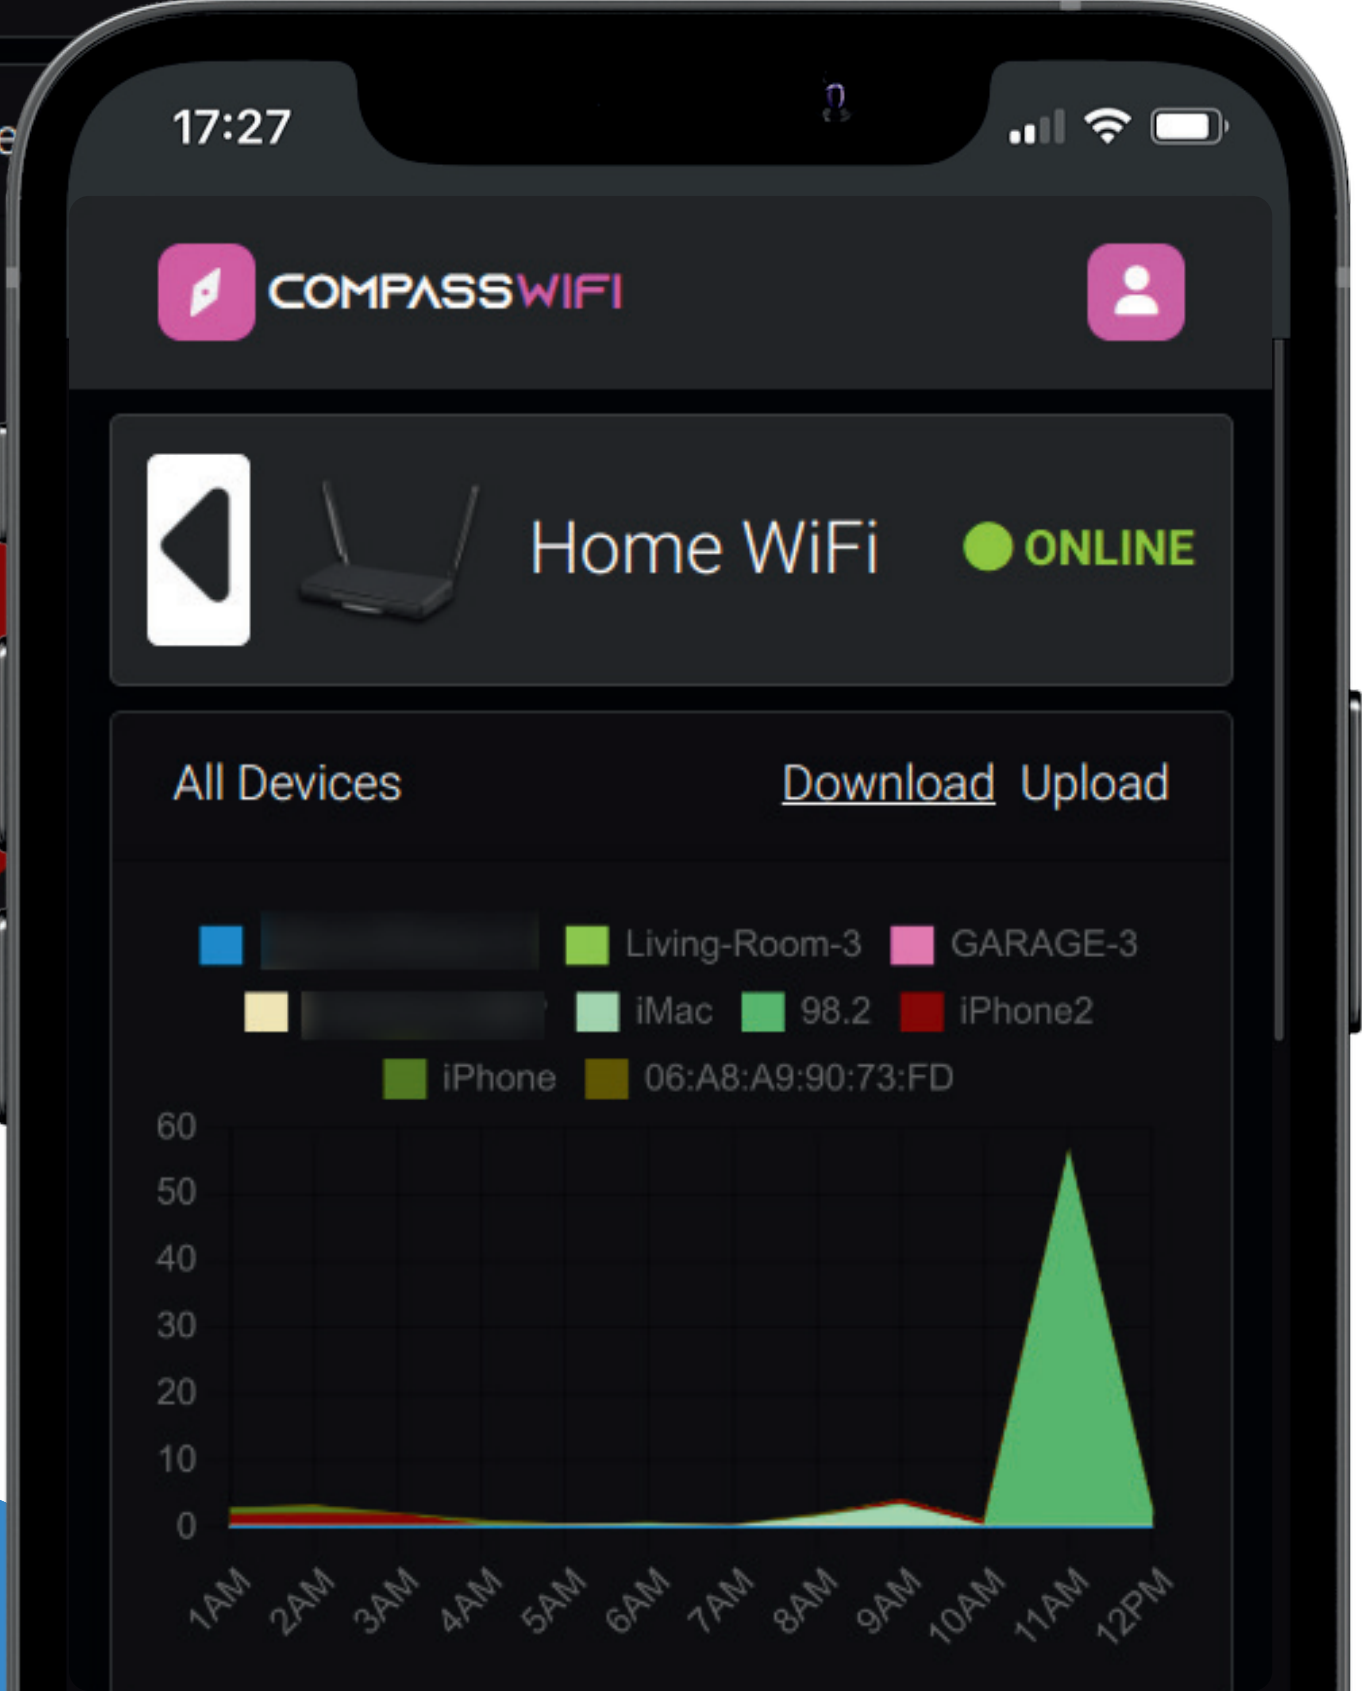 17:27
COMPASSWIFI
Home WiFi ONLINE
All Devices Download Upload
Living-Room-3 GARAGE-3
iMac 98.2 iPhone2
iPhone 06:A8:A9:90:73:FD
60
50
40
30
20
10
0
1AM 2AM 3AM 4AM 5AM 6AM 7AM 8AM 9AM 10AM 11AM 12PM